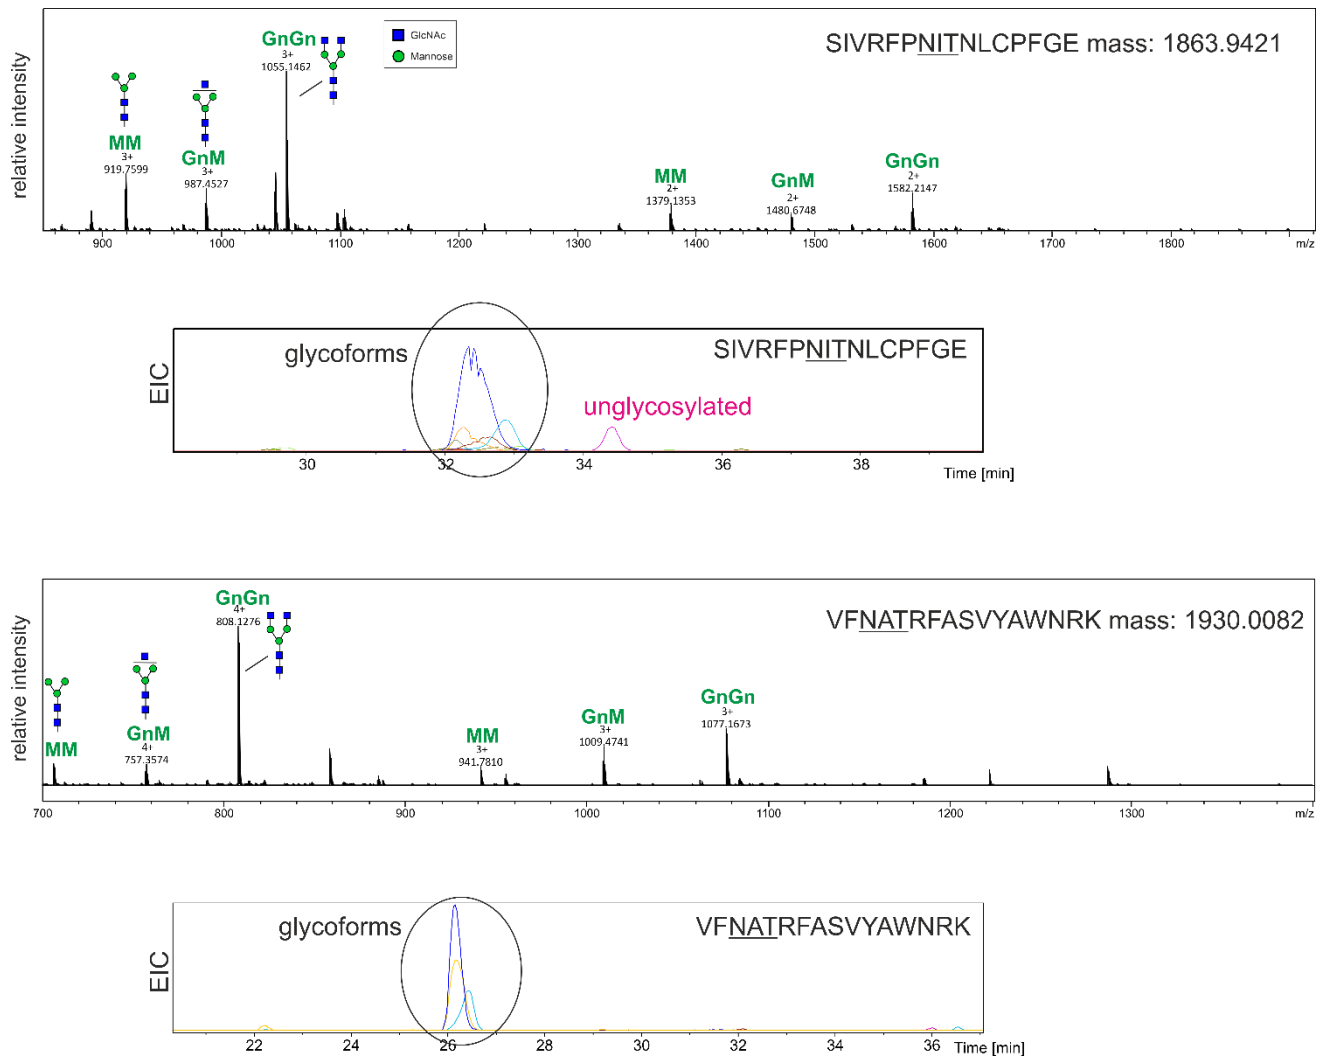 relative intensity
GlcNAc
Mannose
SIVRFPNITNLCPFGE mass: 1863.9421
GnGn
3+
1055.1462
MM
3+
919.7599
GnM
3+
987.4527
MM
2+
1379.1353
GnM
2+
1480.6748
GnGn
2+
1582.2147
900 1000 1100 1200 1300 1400 1500 1600 1700 1800 m/z
EIC
glycoforms
SIVRFPNITNLCPFGE
unglycosylated
30 32 34 36 38
Time [min]
relative intensity
VFNATRFASVYAWNRK mass: 1930.0082
GnGn
4+
808.1276
MM
GnM
4+
757.3574
MM
3+
941.7810
GnM
3+
1009.4741
GnGn
3+
1077.1673
700 800 900 1000 1100 1200 1300 m/z
EIC
glycoforms
VFNATRFASVYAWNRK
22 24 26 28 30 32 34 36 Time [min]